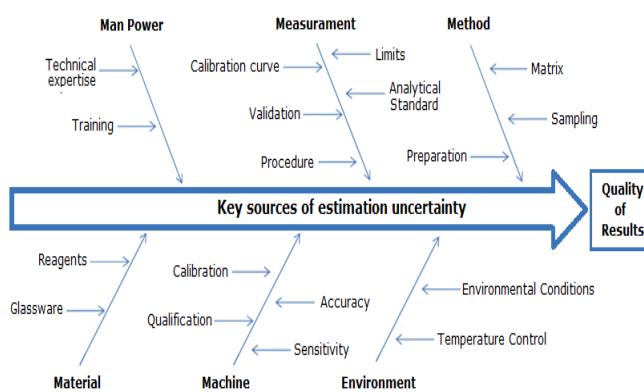 Man Power
Measurament
Method
Technical
expertise
Training
Calibration curve
Limits
Analytical
Standard
Validation
Procedure
Matrix
Sampling
Preparation
Key sources of estimation uncertainty
Quality
of
Results
Reagents
Glassware
Calibration
Accuracy
Qualification
Sensitivity
Environmental Conditions
Temperature Control
Material
Machine
Environment